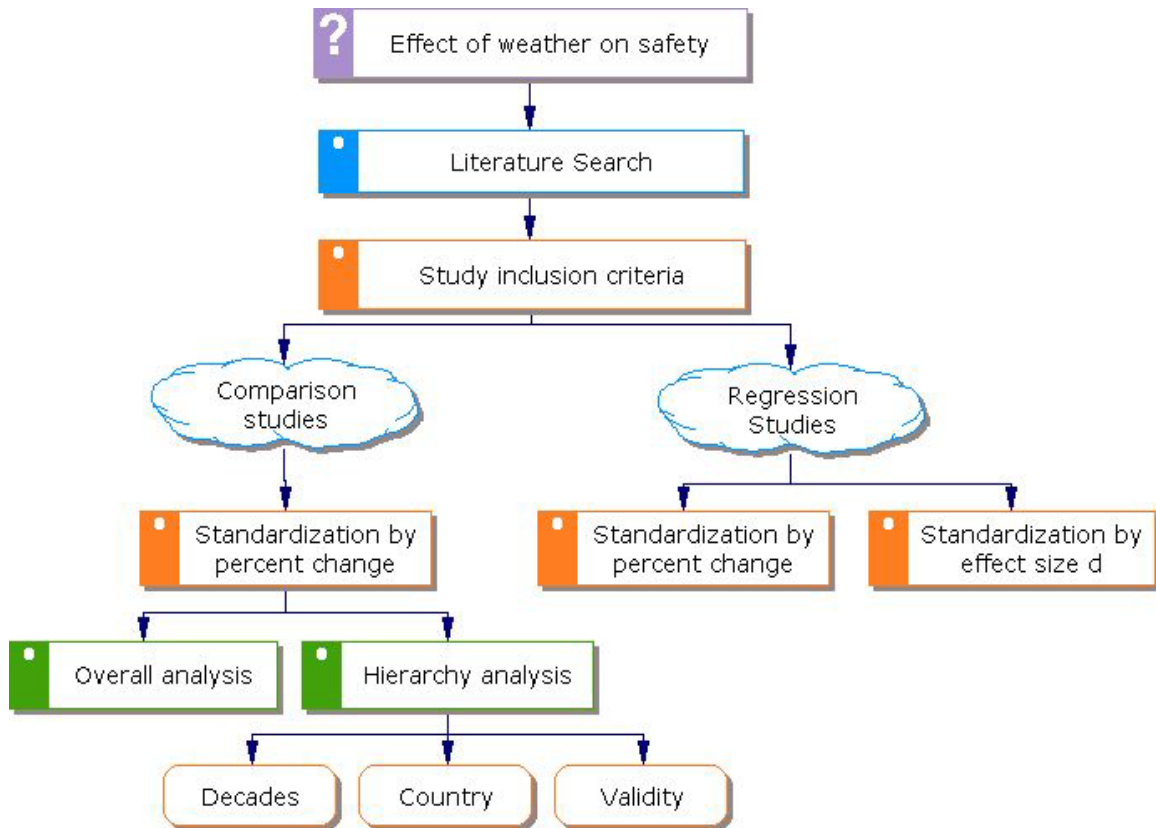 ?
Effect of weather on safety
Literature Search
Study inclusion criteria
Comparison
studies
Regression
Studies
Standardization by
percent change
Standardization by
percent change
Standardization by
effect size d
Overall analysis
Hierarchy analysis
Decades
Country
Validity